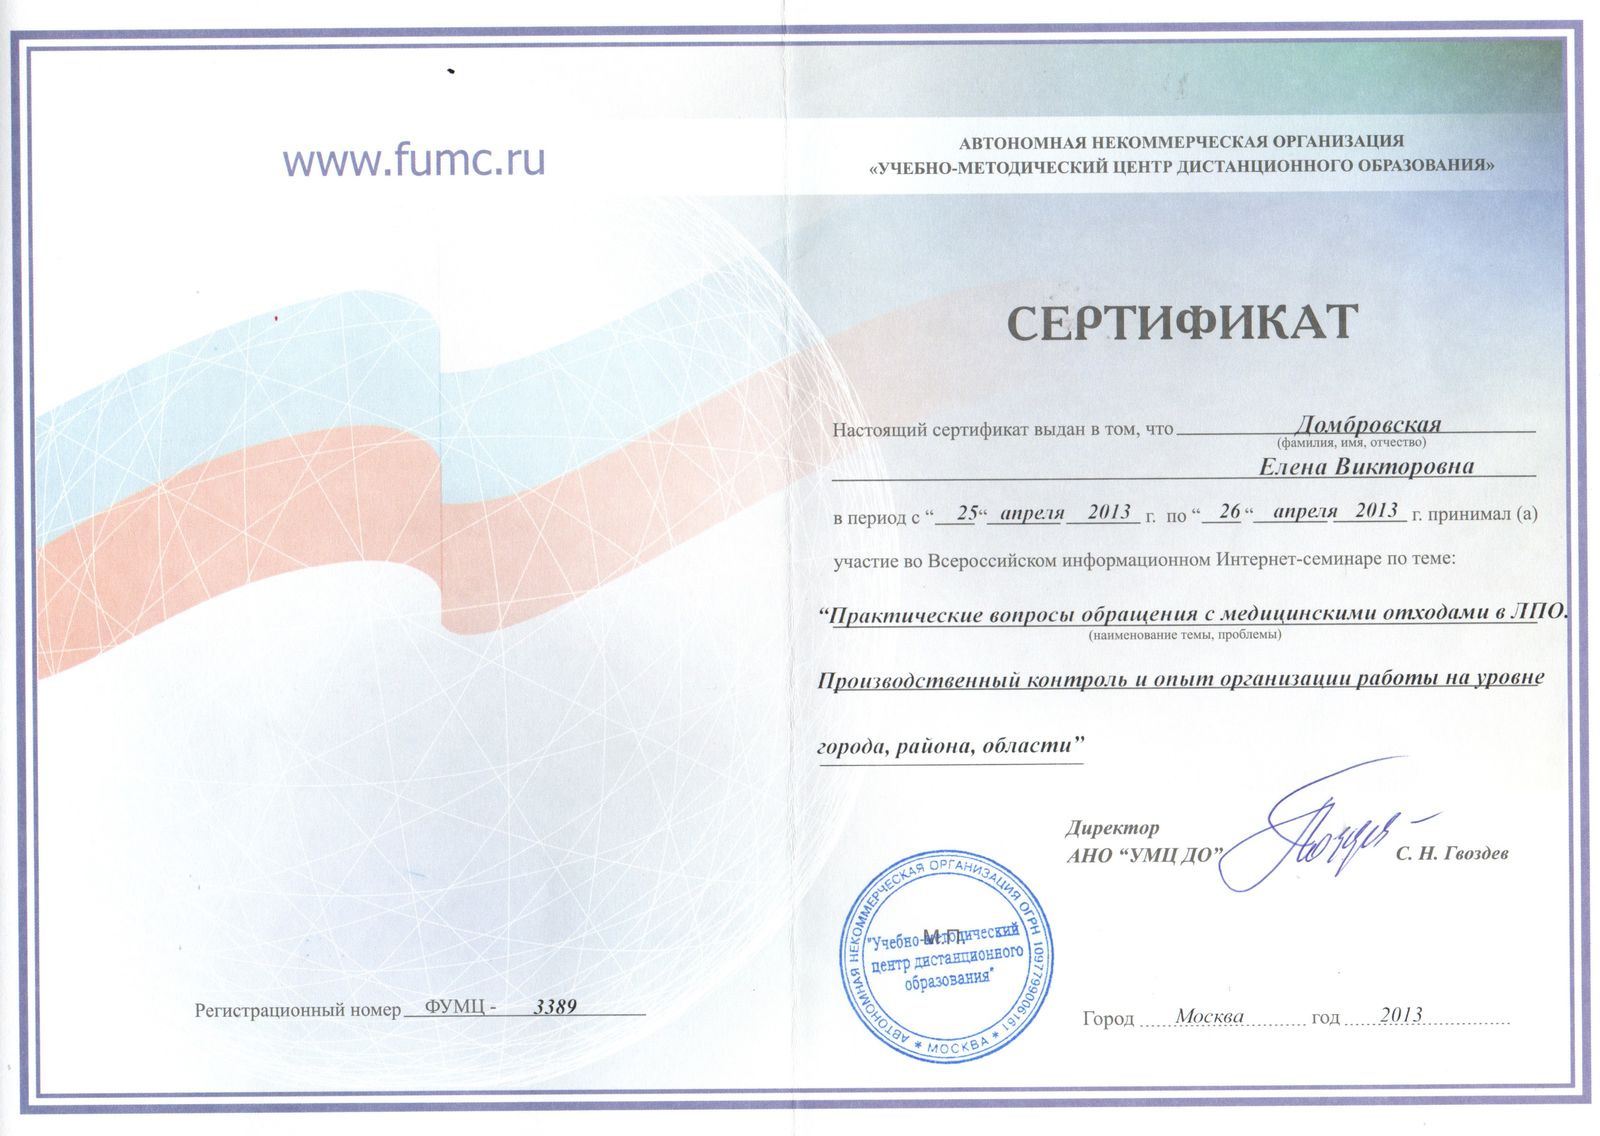 www.fumc.ru
Регистрационный номер ФУМЦ - 3389
АВТОНОМНАЯ НЕКОММЕРЧЕСКАЯ ОРГАНИЗАЦИЯ
«УЧЕБНО-МЕТОДИЧЕСКИЙ ЦЕНТР ДИСТАНЦИОННОГО ОБРАЗОВАНИЯ»
СЕРТИФИКАТ
Настоящий сертификат выдан в том, что Домбровская
(фамилия, имя, отчество)
Елена Викторовна
в период с “ 25“ апреля 2013 г. по “ 26 “ апреля 2013 г. принимал (а)
участие во Всероссийском информационном Интернет-семинаре по теме:
“Практические вопросы обращения с медицинскими отходами в ЛПО.
(наименование темы, проблемы)
Производственный контроль и опыт организации работы на уровне
города, района, области”
Директор
АНО “УМЦ ДО”
С. Н. Гвоздев
АВТОНОМНАЯ НЕКОММЕРЧЕСКАЯ ОРГАНИЗАЦИЯ ОГРН 1097799006161
* МОСКВА *
М.П.
"Учебно-методический
центр дистанционного
образования"
Город Москва год 2013